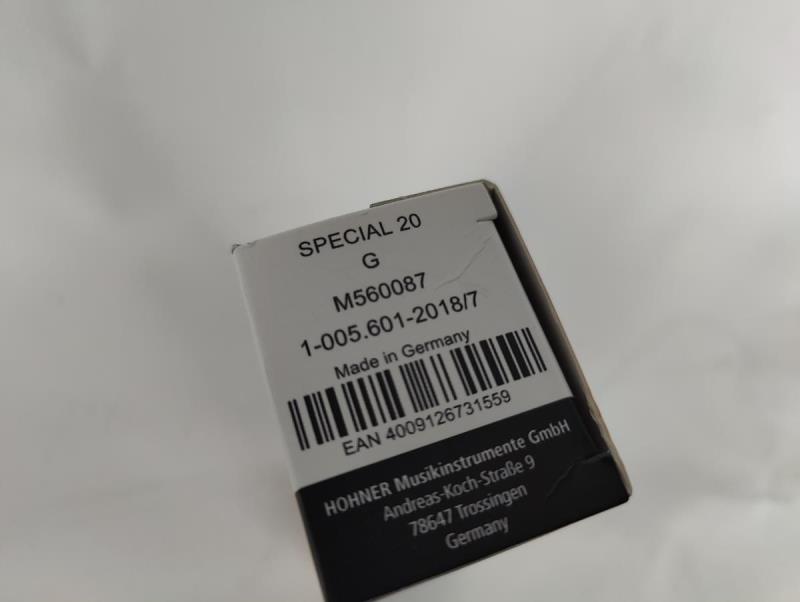 SPECIAL 20
G
M560087
1-005.601-2018/7
Made in Germany
EAN 4009126731559
HOHNER Musikinstrumente GmbH
Andreas-Koch-Straße 9
78647 Trossingen
Germany